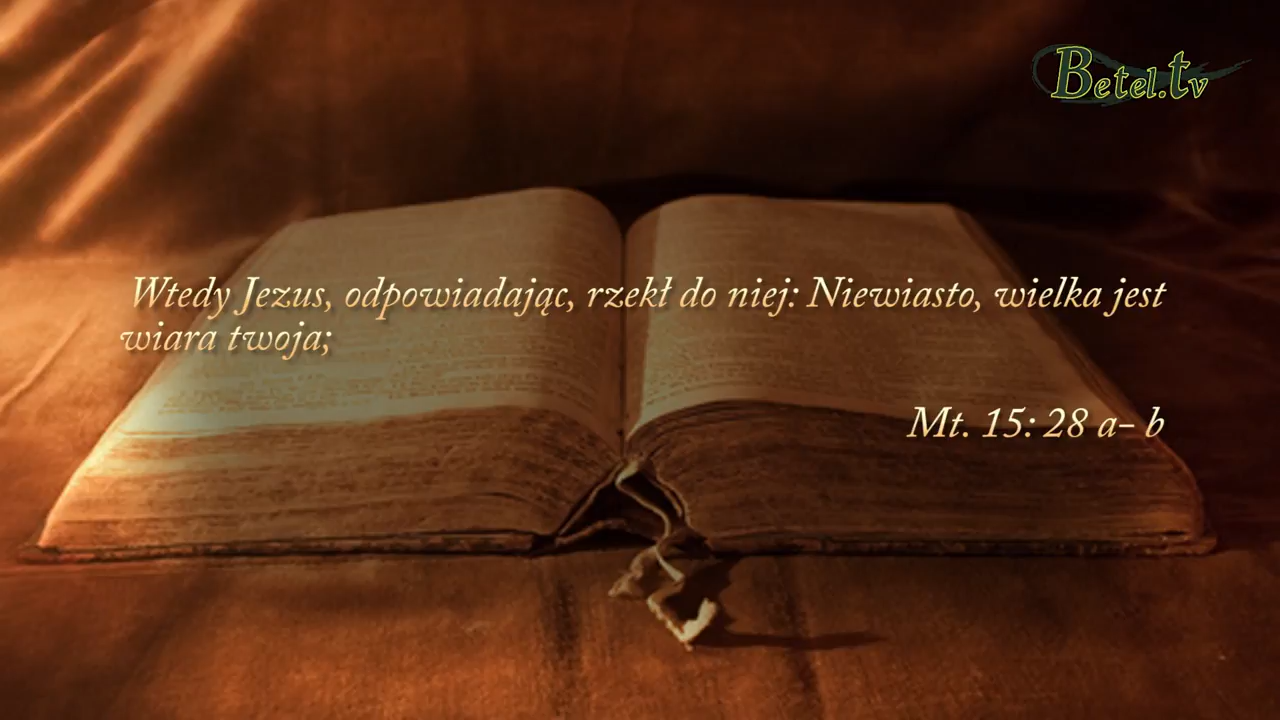 Betel.tv
Wtedy Jezus, odpowiadając, rzekł do niej: Niewiasto, wielka jest
wiara twoja;
Mt. 15: 28 a– b